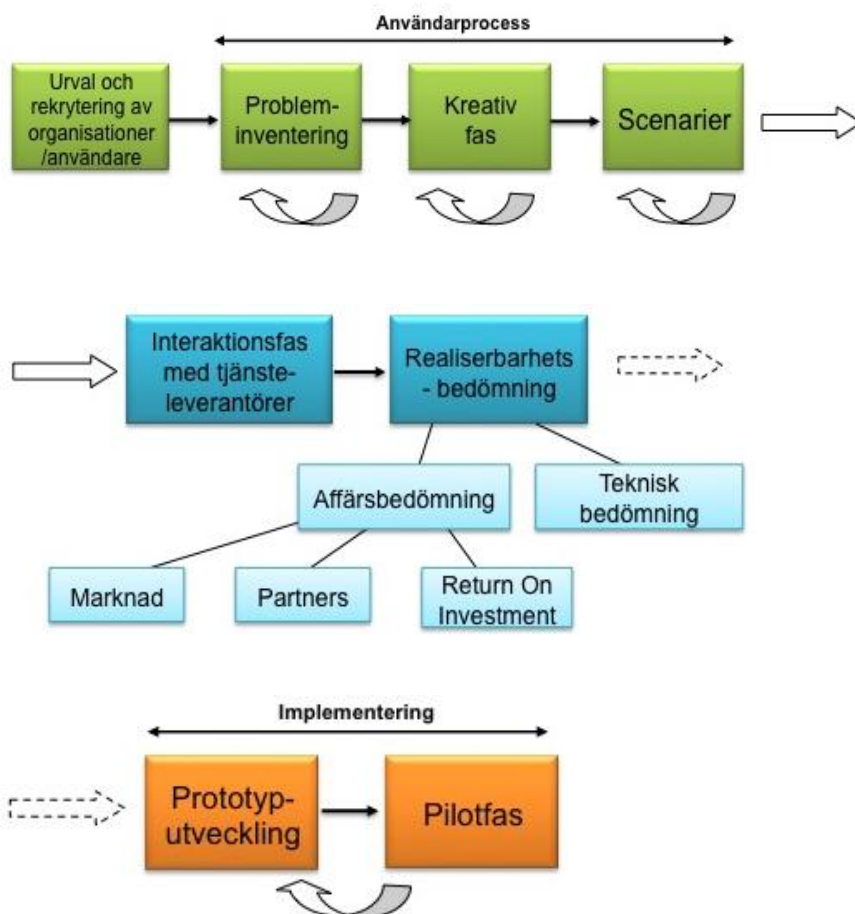 Användarprocess
Urval och
rekrytering av
organisationer
/användare
Problem-
inventering
Kreativ
fas
Scenarier
Interaktionsfas
med tjänste-
leverantörer
Realiserbarhets
- bedömning
Affärsbedömning
Teknisk
bedömning
Marknad
Partners
Return On
Investment
Implementering
Prototyp-
utveckling
Pilotfas